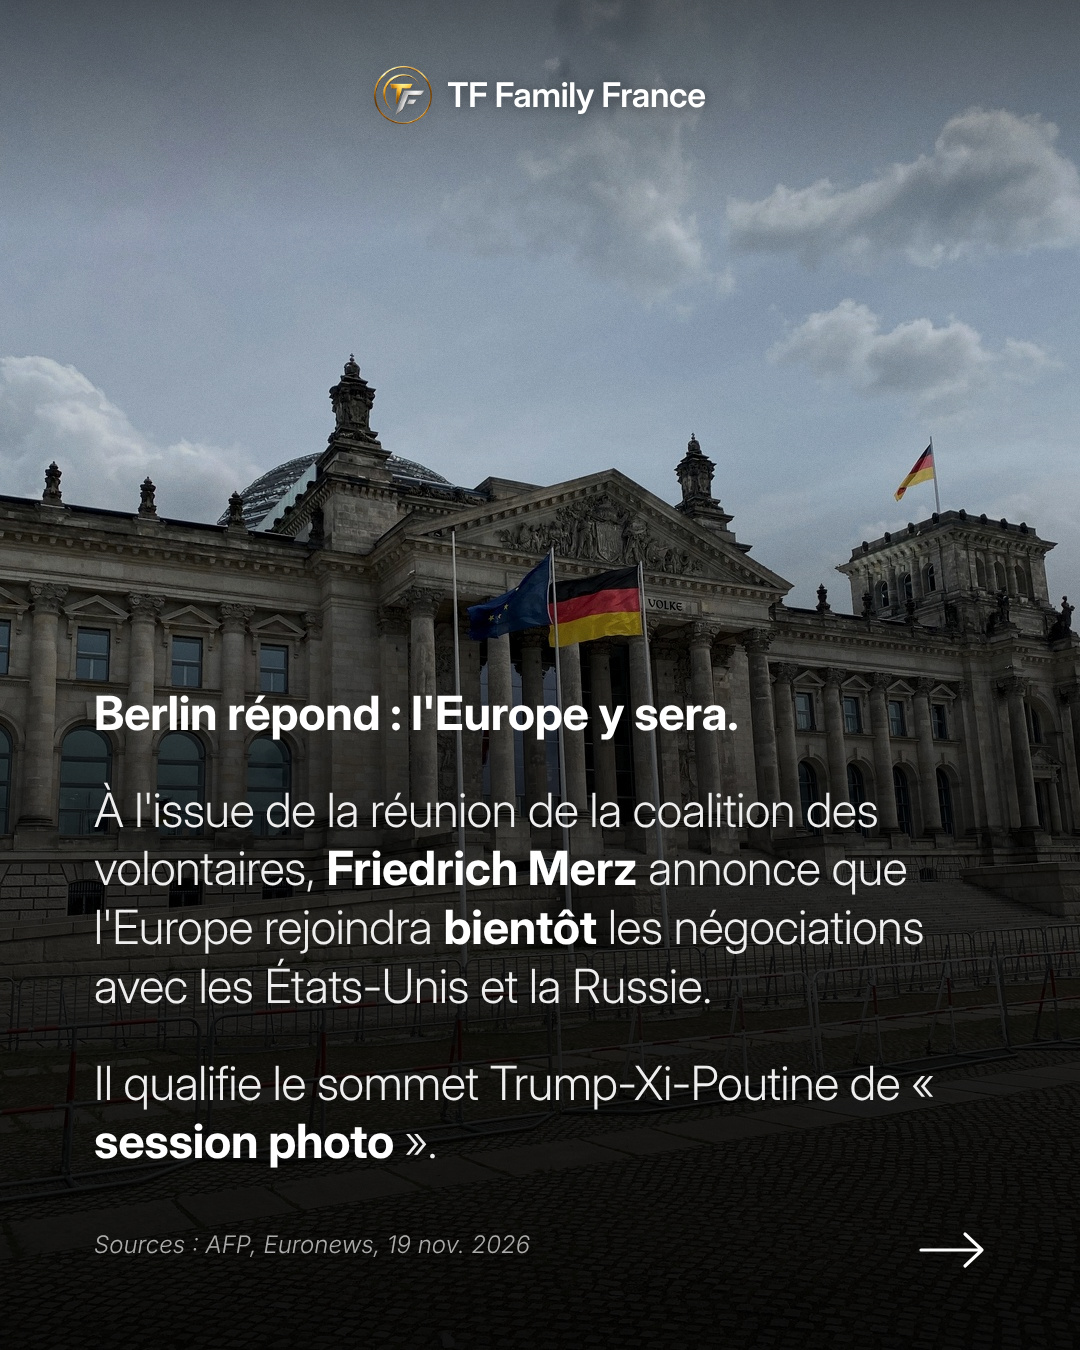 TF Family France
VOLKE
Berlin répond : l'Europe y sera.
À l'issue de la réunion de la coalition des
volontaires, Friedrich Merz annonce que
l'Europe rejoindra bientôt les négociations
avec les États-Unis et la Russie.
Il qualifie le sommet Trump-Xi-Poutine de «
session photo ».
Sources : AFP, Euronews, 19 nov. 2026